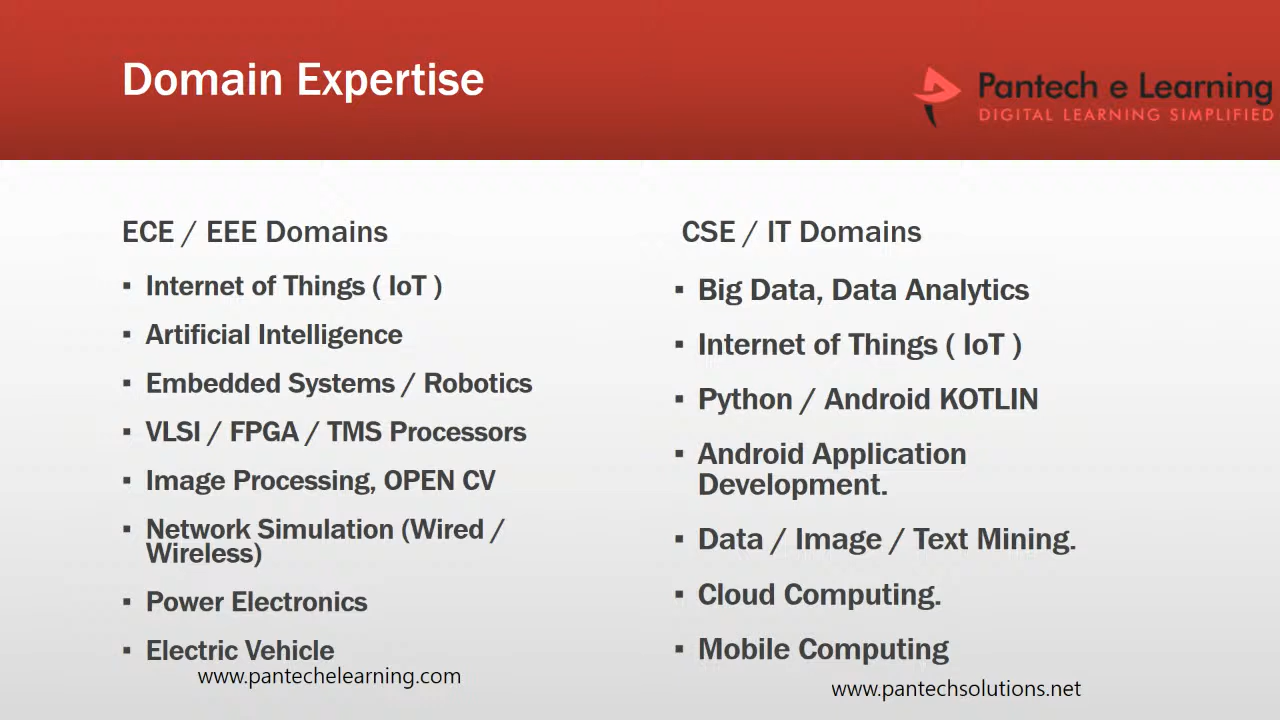 Domain Expertise
Pantech e Learning
DIGITAL LEARNING SIMPLIFIED
ECE / EEE Domains
▪ Internet of Things ( IoT )
▪ Artificial Intelligence
▪ Embedded Systems / Robotics
▪ VLSI / FPGA / TMS Processors
▪ Image Processing, OPEN CV
▪ Network Simulation (Wired /
Wireless)
▪ Power Electronics
▪ Electric Vehicle
www.pantechelearning.com
CSE / IT Domains
▪ Big Data, Data Analytics
▪ Internet of Things ( IoT )
▪ Python / Android KOTLIN
▪ Android Application
Development.
▪ Data / Image / Text Mining.
▪ Cloud Computing.
▪ Mobile Computing
www.pantechsolutions.net